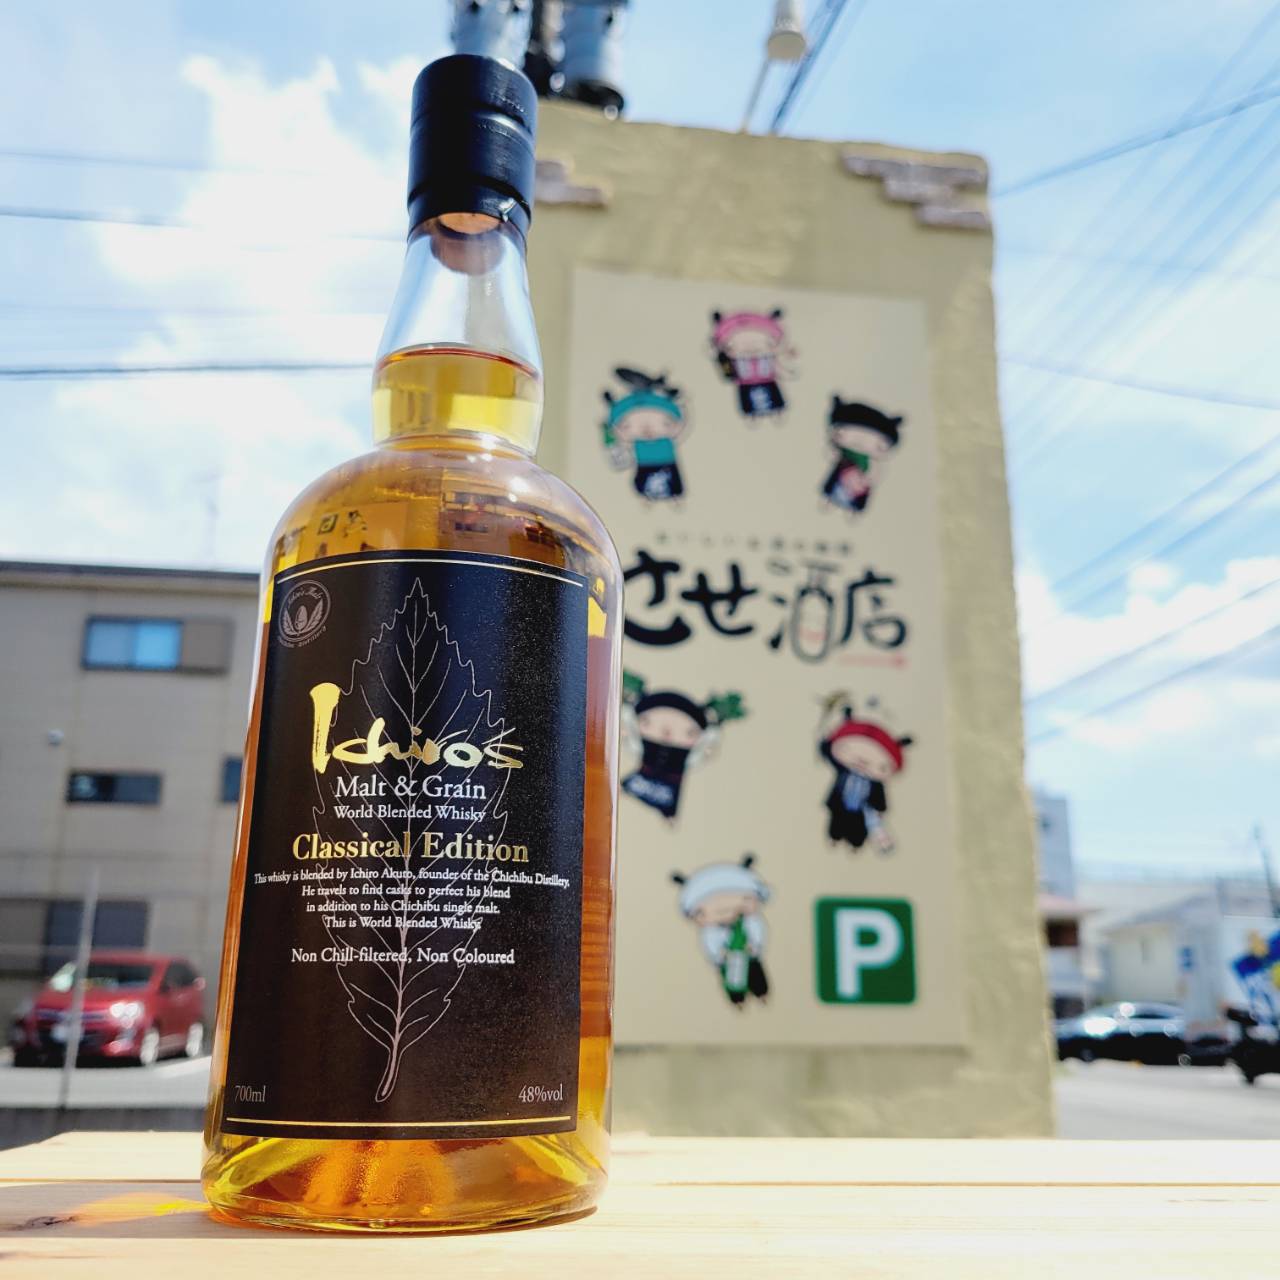 Ichiro's Malt
Ichiros
Malt & Grain
World Blended Whisky
Classical Edition
This whisky is blended by Ichiro Akuto, founder of the Chichibu Distillery.
He travels to find casks to perfect his blend
in addition to his Chichibu single malt.
This is World Blended Whisky.
Non Chill-filtered, Non Coloured
700ml 48%vol
させ酒店
P